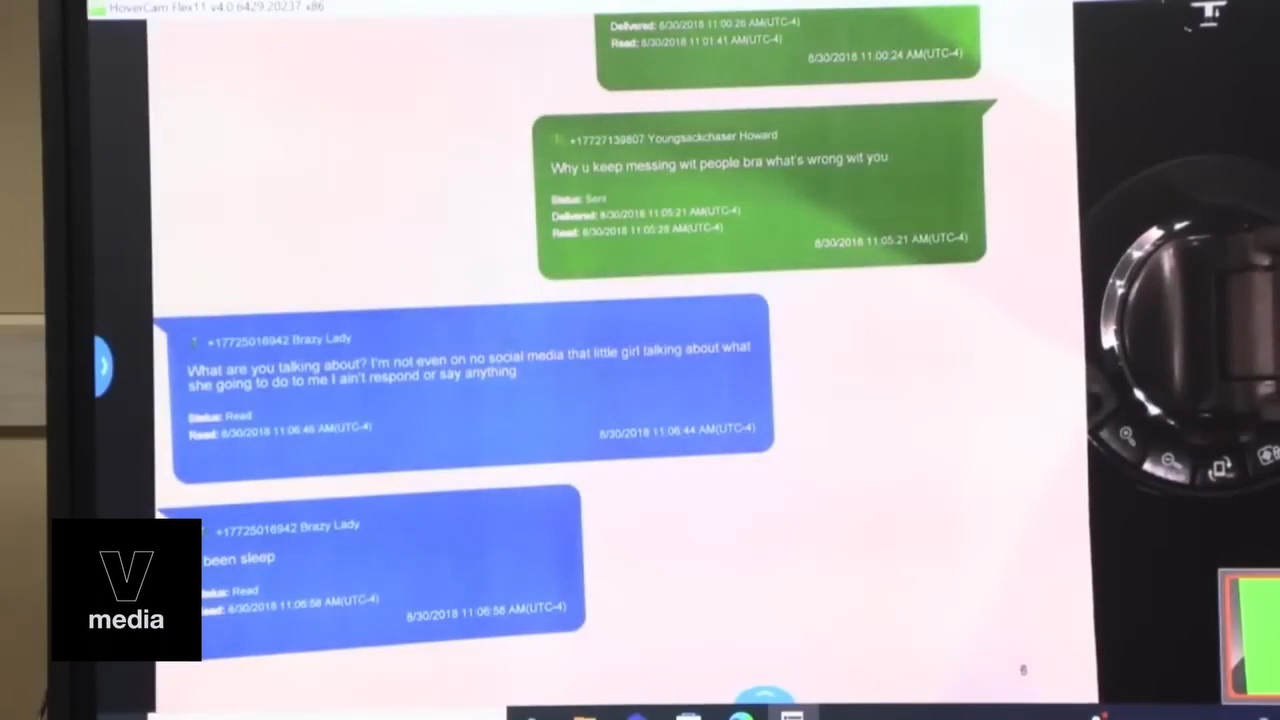 HoverCam Flex11 v4.0.6429.20237 x86
Delivered: 8/30/2018 11:00:26 AM(UTC-4)
Read: 8/30/2018 11:01:41 AM(UTC-4)
8/30/2018 11:00:24 AM(UTC-4)
+17727139807 Youngsackchaser Howard
Why u keep messing wit people bra what's wrong wit you
Status: Sent
Delivered: 8/30/2018 11:05:21 AM(UTC-4)
Read: 8/30/2018 11:05:28 AM(UTC-4)
8/30/2018 11:05:21 AM(UTC-4)
+17725016942 Brazy Lady
What are you talking about? I'm not even on no social media that little girl talking about what
she going to do to me I ain't respond or say anything
Status: Read
Read: 8/30/2018 11:06:46 AM(UTC-4)
8/30/2018 11:06:44 AM(UTC-4)
+17725016942 Brazy Lady
been sleep
Read
8/30/2018 11:06:58 AM(UTC-4)
8/30/2018 11:06:58 AM(UTC-4)
6
V
media